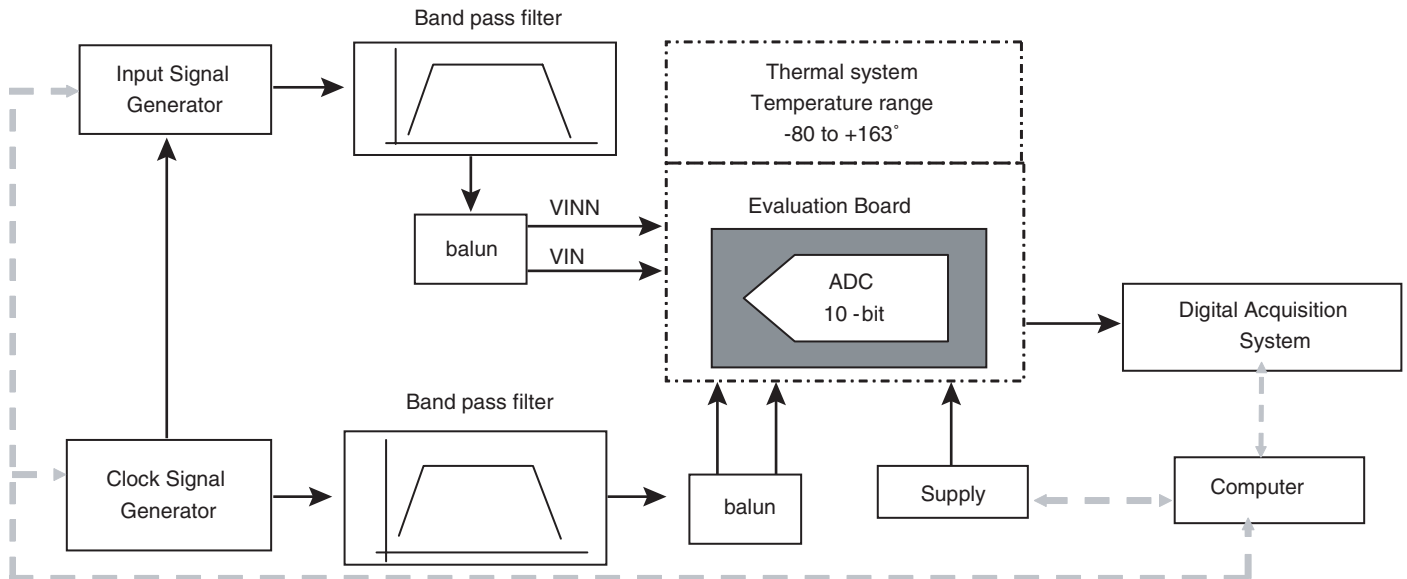 Band pass filter
Input Signal
Generator
Thermal system
Temperature range
-80 to +163°
VINN
balun
VIN
Evaluation Board
ADC
10 -bit
Digital Acquisition
System
Band pass filter
Clock Signal
Generator
balun
Supply
Computer